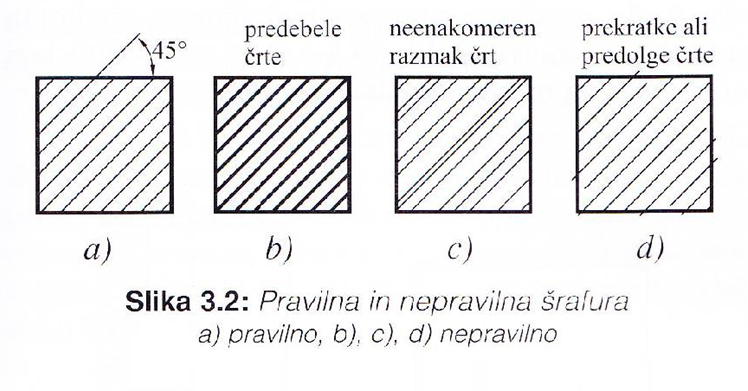 45°
predebele
črte
neenakomeren
razmak črt
prekratke ali
predolge črte
a)
b)
c)
d)
Slika 3.2: Pravilna in nepravilna šrafura
a) pravilno, b), c), d) nepravilno